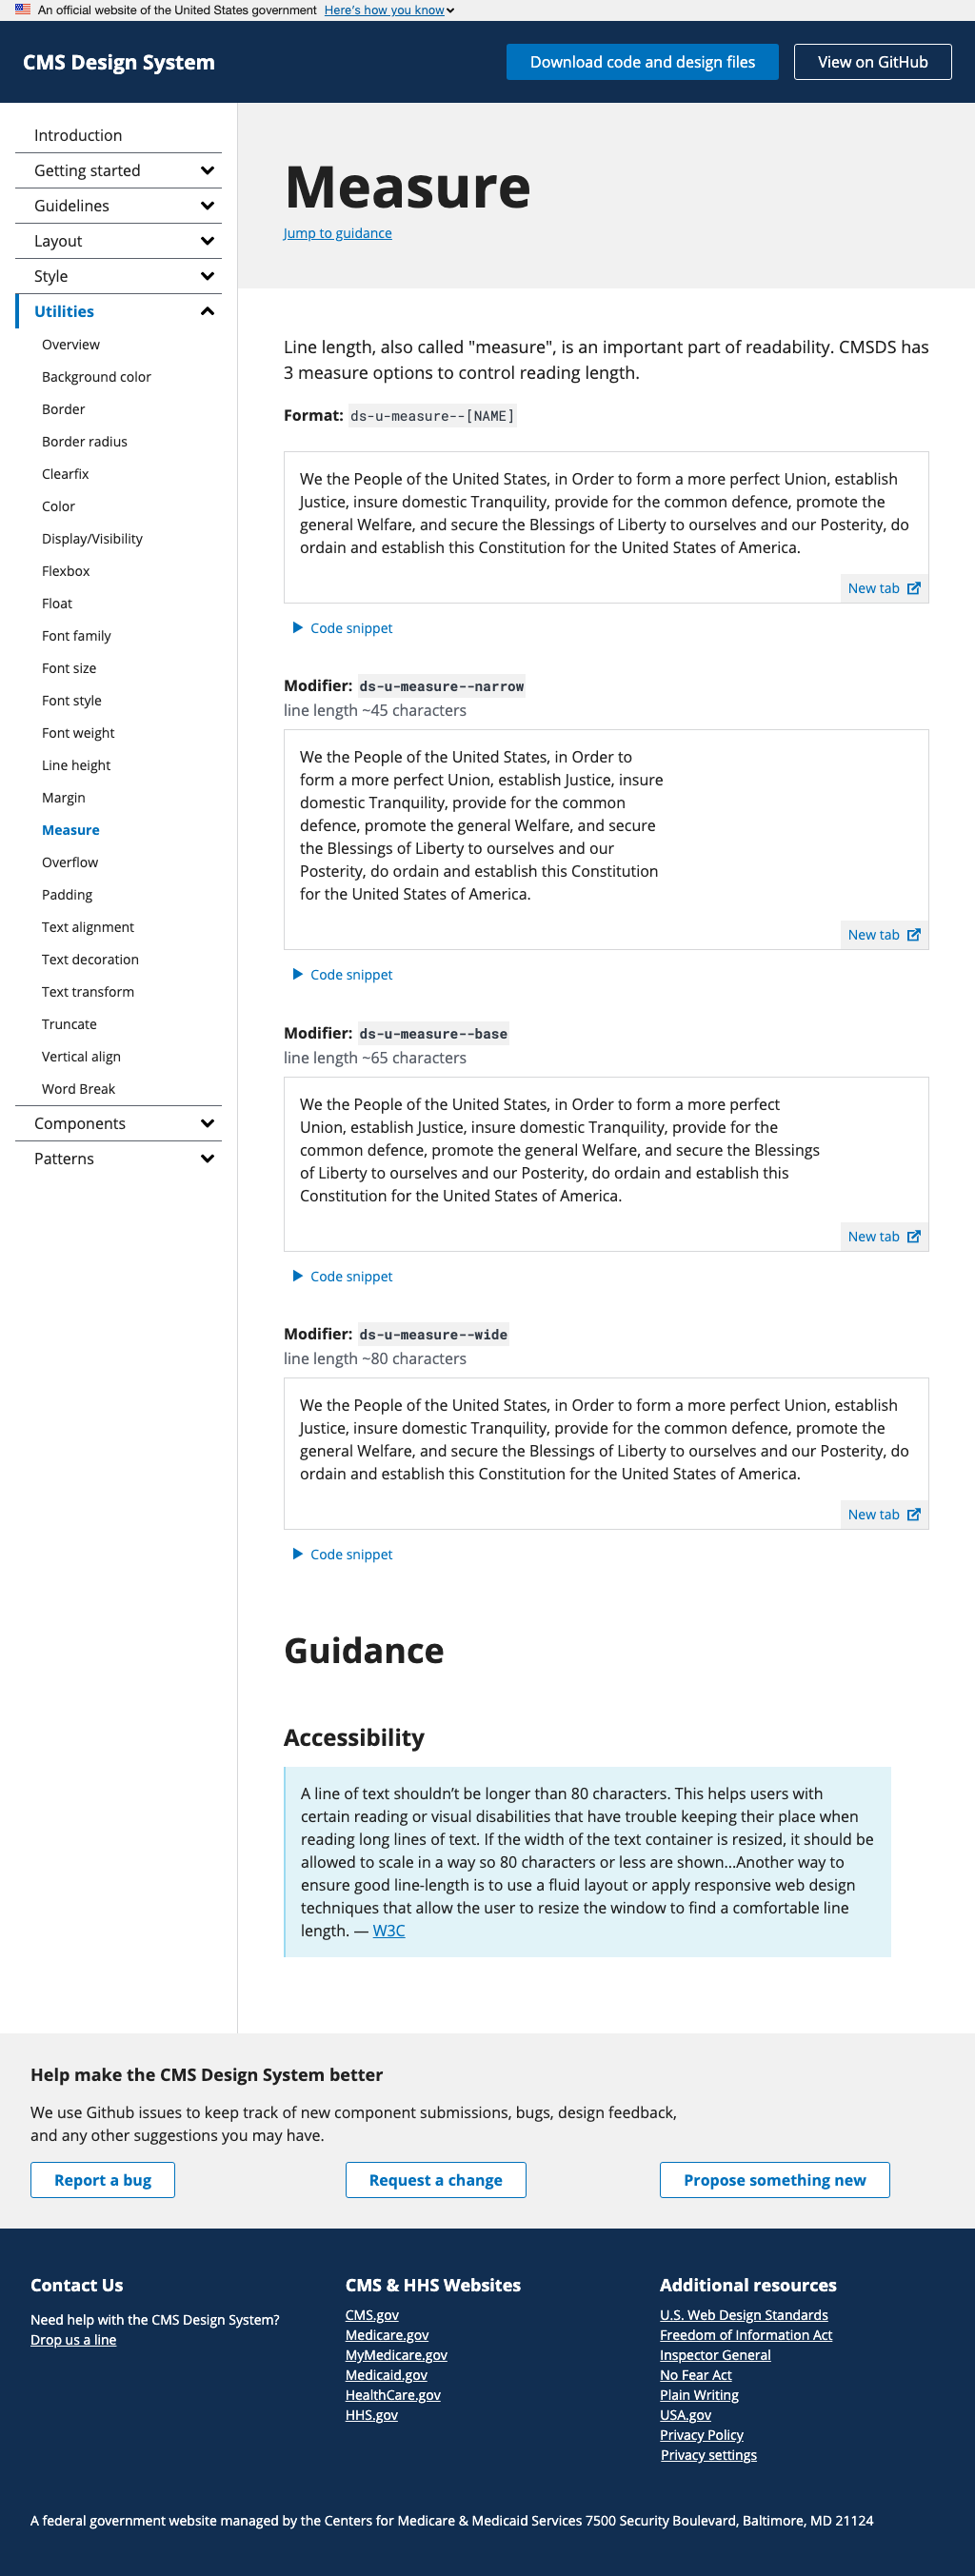 An official website of the United States government Here's how you know
CMS Design System
Download code and design files
View on GitHub
Introduction
Getting started
Guidelines
Layout
Style
Utilities
Overview
Background color
Border
Border radius
Clearfix
Color
Display/Visibility
Flexbox
Float
Font family
Font size
Font style
Font weight
Line height
Margin
Measure
Overflow
Padding
Text alignment
Text decoration
Text transform
Truncate
Vertical align
Word Break
Components
Patterns
Measure
Jump to guidance
Line length, also called "measure", is an important part of readability. CMSDS has
3 measure options to control reading length.
Format: ds-u-measure--[NAME]
We the People of the United States, in Order to form a more perfect Union, establish
Justice, insure domestic Tranquility, provide for the common defence, promote the
general Welfare, and secure the Blessings of Liberty to ourselves and our Posterity, do
ordain and establish this Constitution for the United States of America.
New tab
Code snippet
Modifier: ds-u-measure--narrow
line length ~45 characters
We the People of the United States, in Order to
form a more perfect Union, establish Justice, insure
domestic Tranquility, provide for the common
defence, promote the general Welfare, and secure
the Blessings of Liberty to ourselves and our
Posterity, do ordain and establish this Constitution
for the United States of America.
New tab
Code snippet
Modifier: ds-u-measure--base
line length ~65 characters
We the People of the United States, in Order to form a more perfect
Union, establish Justice, insure domestic Tranquility, provide for the
common defence, promote the general Welfare, and secure the Blessings
of Liberty to ourselves and our Posterity, do ordain and establish this
Constitution for the United States of America.
New tab
Code snippet
Modifier: ds-u-measure--wide
line length ~80 characters
We the People of the United States, in Order to form a more perfect Union, establish
Justice, insure domestic Tranquility, provide for the common defence, promote the
general Welfare, and secure the Blessings of Liberty to ourselves and our Posterity, do
ordain and establish this Constitution for the United States of America.
New tab
Code snippet
Guidance
Accessibility
A line of text shouldn’t be longer than 80 characters. This helps users with
certain reading or visual disabilities that have trouble keeping their place when
reading long lines of text. If the width of the text container is resized, it should be
allowed to scale in a way so 80 characters or less are shown...Another way to
ensure good line-length is to use a fluid layout or apply responsive web design
techniques that allow the user to resize the window to find a comfortable line
length. — W3C
Help make the CMS Design System better
We use Github issues to keep track of new component submissions, bugs, design feedback,
and any other suggestions you may have.
Report a bug
Request a change
Propose something new
Contact Us
Need help with the CMS Design System?
Drop us a line
CMS & HHS Websites
CMS.gov
Medicare.gov
MyMedicare.gov
Medicaid.gov
HealthCare.gov
HHS.gov
Additional resources
U.S. Web Design Standards
Freedom of Information Act
Inspector General
No Fear Act
Plain Writing
USA.gov
Privacy Policy
Privacy settings
A federal government website managed by the Centers for Medicare & Medicaid Services 7500 Security Boulevard, Baltimore, MD 21124